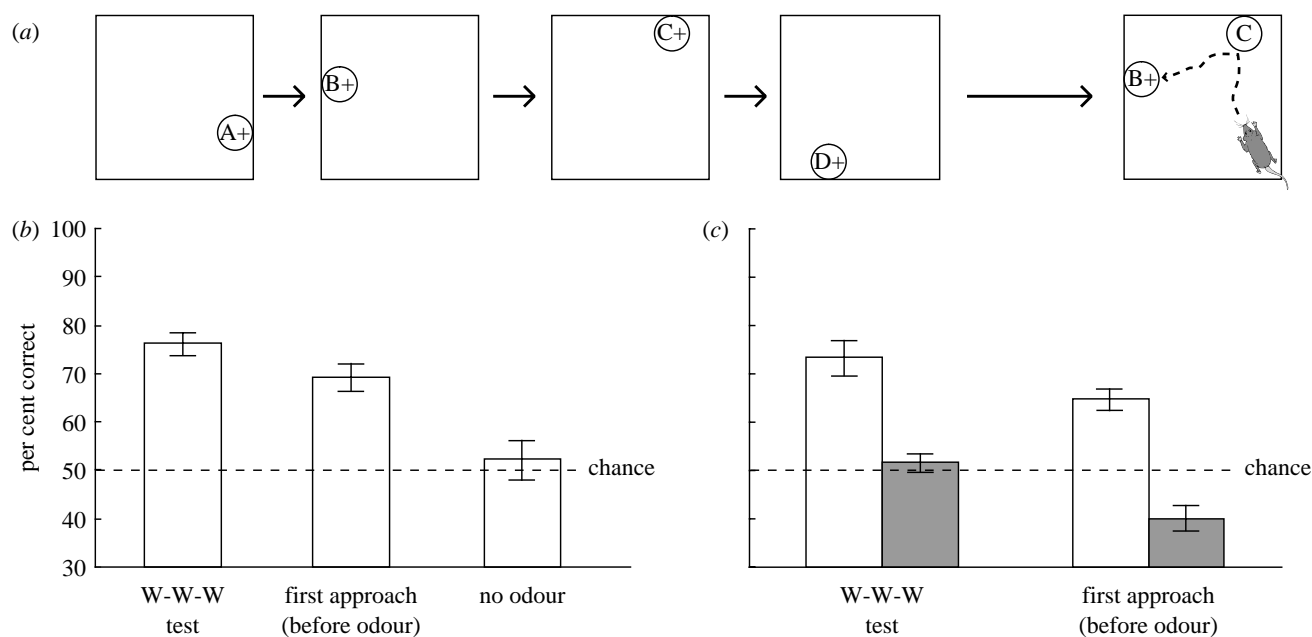 (a)
A+
B+
C+
D+
B+
C
(b)
per cent correct
100
90
80
70
60
50
40
30
chance
W-W-W
test
first approach
(before odour)
no odour
(c)
chance
W-W-W
test
first approach
(before odour)